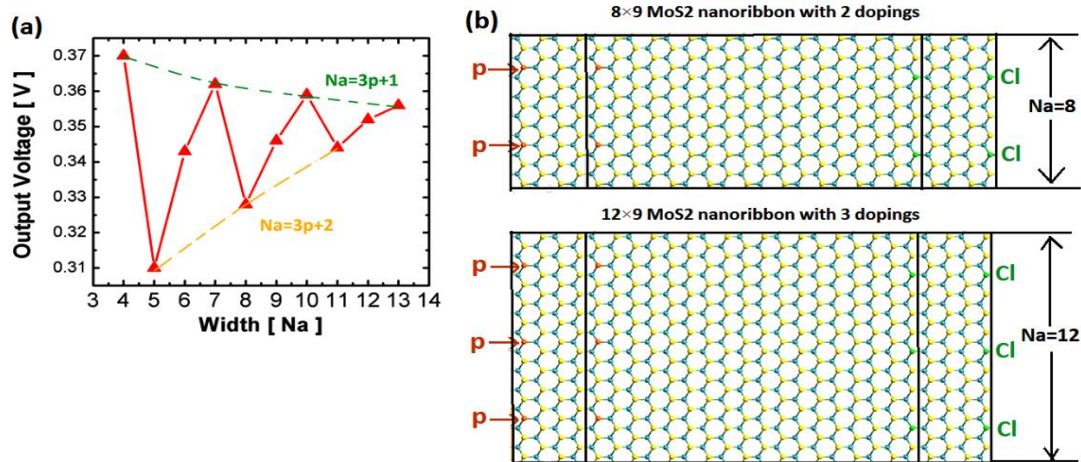 (a)
Output Voltage [ V ]
0.37
0.36
0.35
0.34
0.33
0.32
0.31
Na=3p+1
Na=3p+2
3 4 5 6 7 8 9 10 11 12 13 14
Width [ Na ]
(b)
8×9 MoS2 nanoribbon with 2 dopings
p
p
Cl
Cl
Na=8
12×9 MoS2 nanoribbon with 3 dopings
p
p
p
Cl
Cl
Cl
Na=12